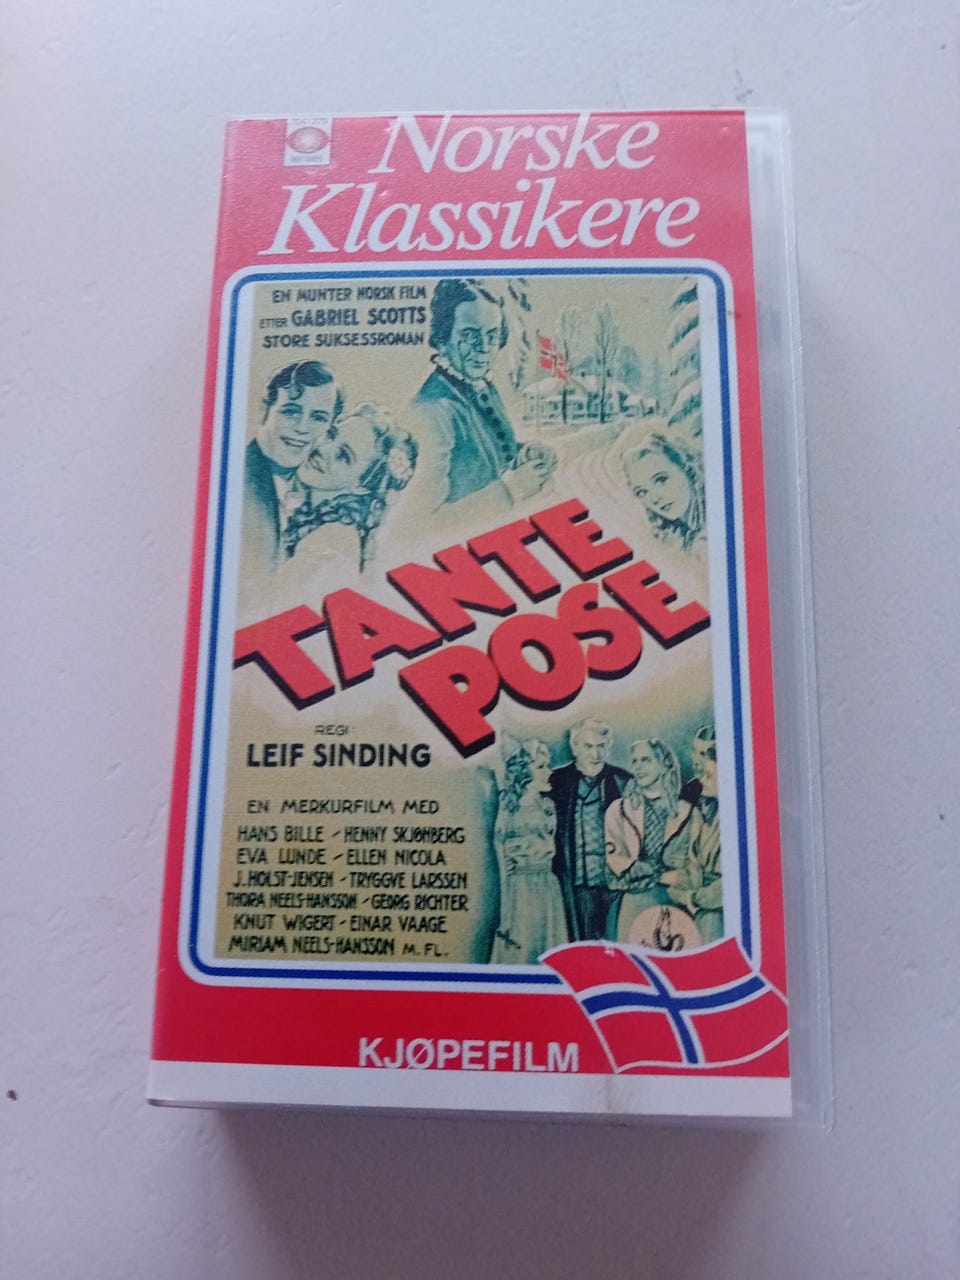 Norske
Klassikere
EN MUNTER NORSK FILM
ETTER GABRIEL SCOTTS
STORE SUKSESSROMAN
TANTE
POSE
REGI:
LEIF SINDING
EN MERKURFILM MED
HANS BILLE - HENNY SKJØNBERG
EVA LUNDE - ELLEN NICOLA
J. HOLST-JENSEN - TRYGGVE LARSSEN
THORA NEELS-HANSSON - GEORG RICHTER
KNUT WIGERT - EINAR VAAGE
MIRIAM NEELS-HANSSON M. FL.
KJØPEFILM